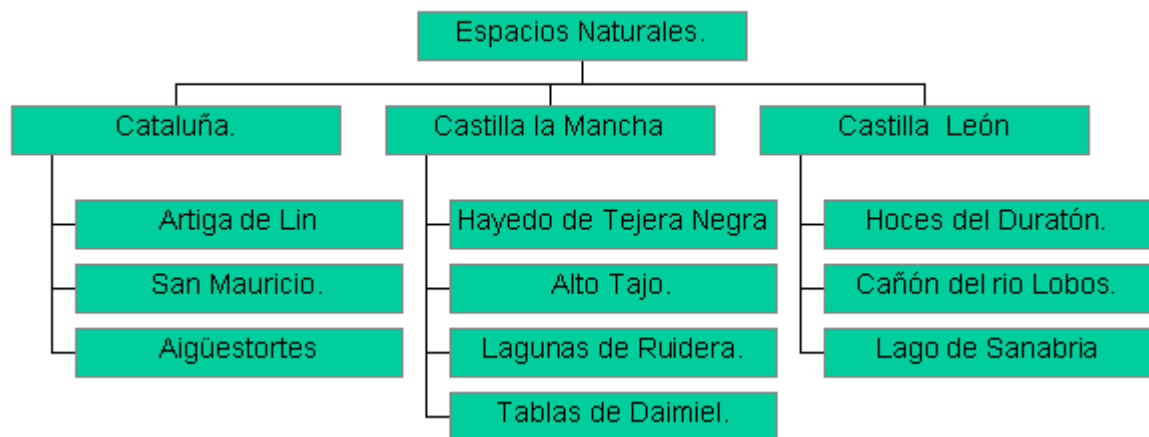 Espacios Naturales.
Cataluña.
Castilla la Mancha
Castilla León
Artiga de Lin
Hayedo de Tejera Negra
Hoces del Duratón.
San Mauricio.
Alto Tajo.
Cañón del rio Lobos.
Aigüestortes
Lagunas de Ruidera.
Lago de Sanabria
Tablas de Daimiel.